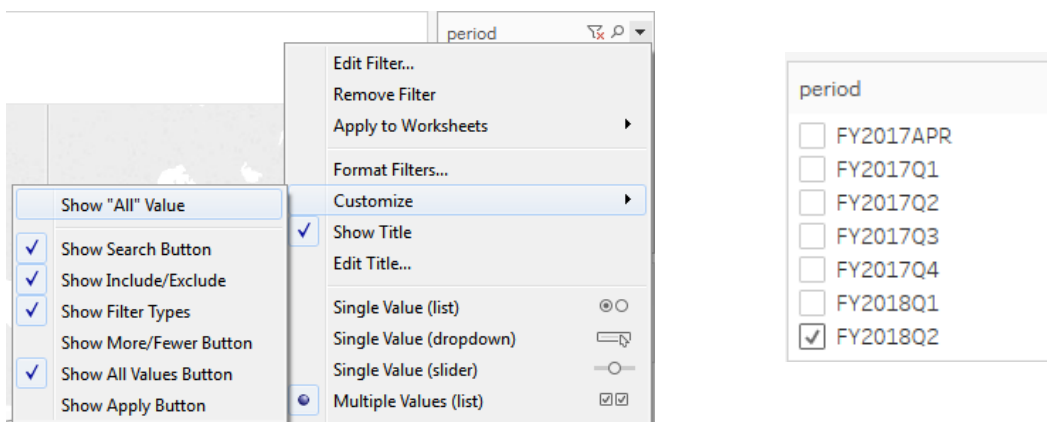 period
Edit Filter...
Remove Filter
Apply to Worksheets
Format Filters...
Customize
Show Title
Edit Title...
Single Value (list)
Single Value (dropdown)
Single Value (slider)
Multiple Values (list)
Show "All" Value
Show Search Button
Show Include/Exclude
Show Filter Types
Show More/Fewer Button
Show All Values Button
Show Apply Button
period
FY2017APR
FY2017Q1
FY2017Q2
FY2017Q3
FY2017Q4
FY2018Q1
FY2018Q2